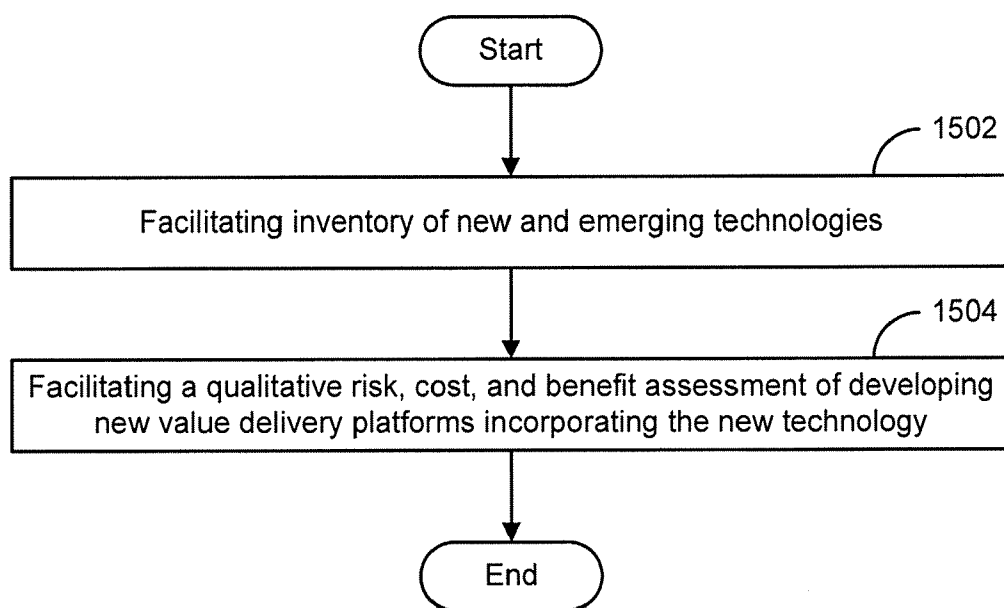 Start
1502
Facilitating inventory of new and emerging technologies
1504
Facilitating a qualitative risk, cost, and benefit assessment of developing
new value delivery platforms incorporating the new technology
End